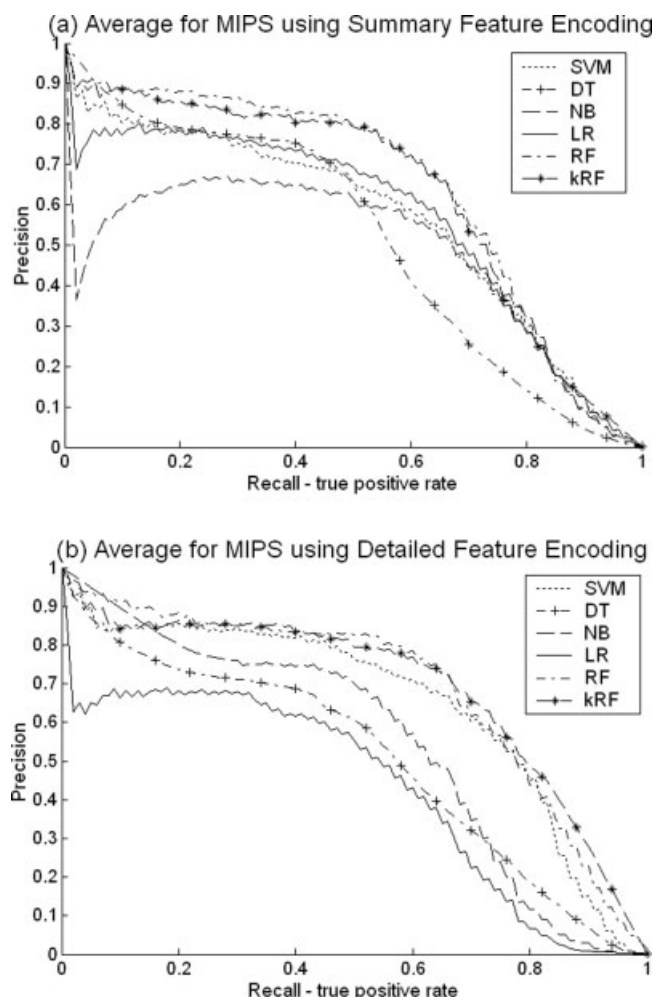 (a) Average for MIPS using Summary Feature Encoding
1
0.9
0.8
0.7
0.6
0.5
0.4
0.3
0.2
0.1
0
Precision
SVM
DT
NB
LR
RF
kRF
0 0.2 0.4 0.6 0.8 1
Recall - true positive rate
(b) Average for MIPS using Detailed Feature Encoding
1
0.9
0.8
0.7
0.6
0.5
0.4
0.3
0.2
0.1
0
Precision
SVM
DT
NB
LR
RF
kRF
0 0.2 0.4 0.6 0.8 1
Recall - true positive rate